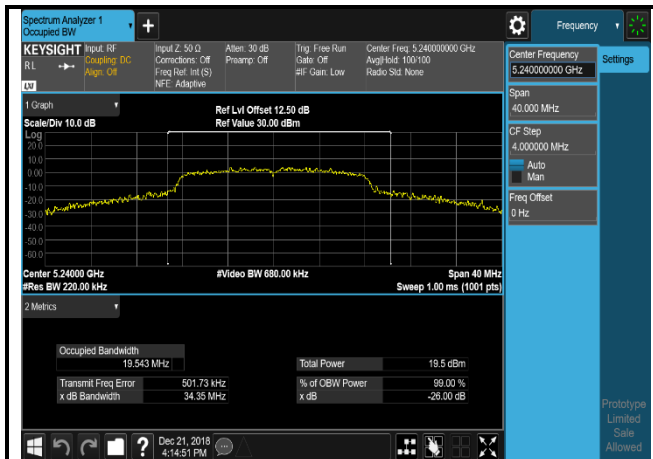 Spectrum Analyzer 1
Occupied BW
Frequency
KEYSIGHT
RL
LXI
Input: RF
Coupling: DC
Align: Off
Input Z: 50 Ω
Corrections: Off
Freq Ref: Int (S)
NFE: Adaptive
Atten: 30 dB
Preamp: Off
Trig: Free Run
Gate: Off
#IF Gain: Low
Center Freq: 5.240000000 GHz
Avg|Hold: 100/100
Radio Std: None
1 Graph
Scale/Div 10.0 dB
Ref Lvl Offset 12.50 dB
Ref Value 30.00 dBm
Log
20.0
10.0
0.00
-10.0
-20.0
-30.0
-40.0
-50.0
-60.0
Center 5.24000 GHz
#Res BW 220.00 kHz
#Video BW 680.00 kHz
Span 40 MHz
Sweep 1.00 ms (1001 pts)
2 Metrics
Occupied Bandwidth
19.543 MHz
Transmit Freq Error 501.73 kHz
x dB Bandwidth 34.35 MHz
Total Power 19.5 dBm
% of OBW Power 99.00 %
x dB -26.00 dB
Dec 21, 2018
4:14:51 PM
?
Center Frequency
5.240000000 GHz
Span
40.000 MHz
CF Step
4.000000 MHz
Auto
Man
Freq Offset
0 Hz
Settings
Prototype
Limited
Sale
Allowed